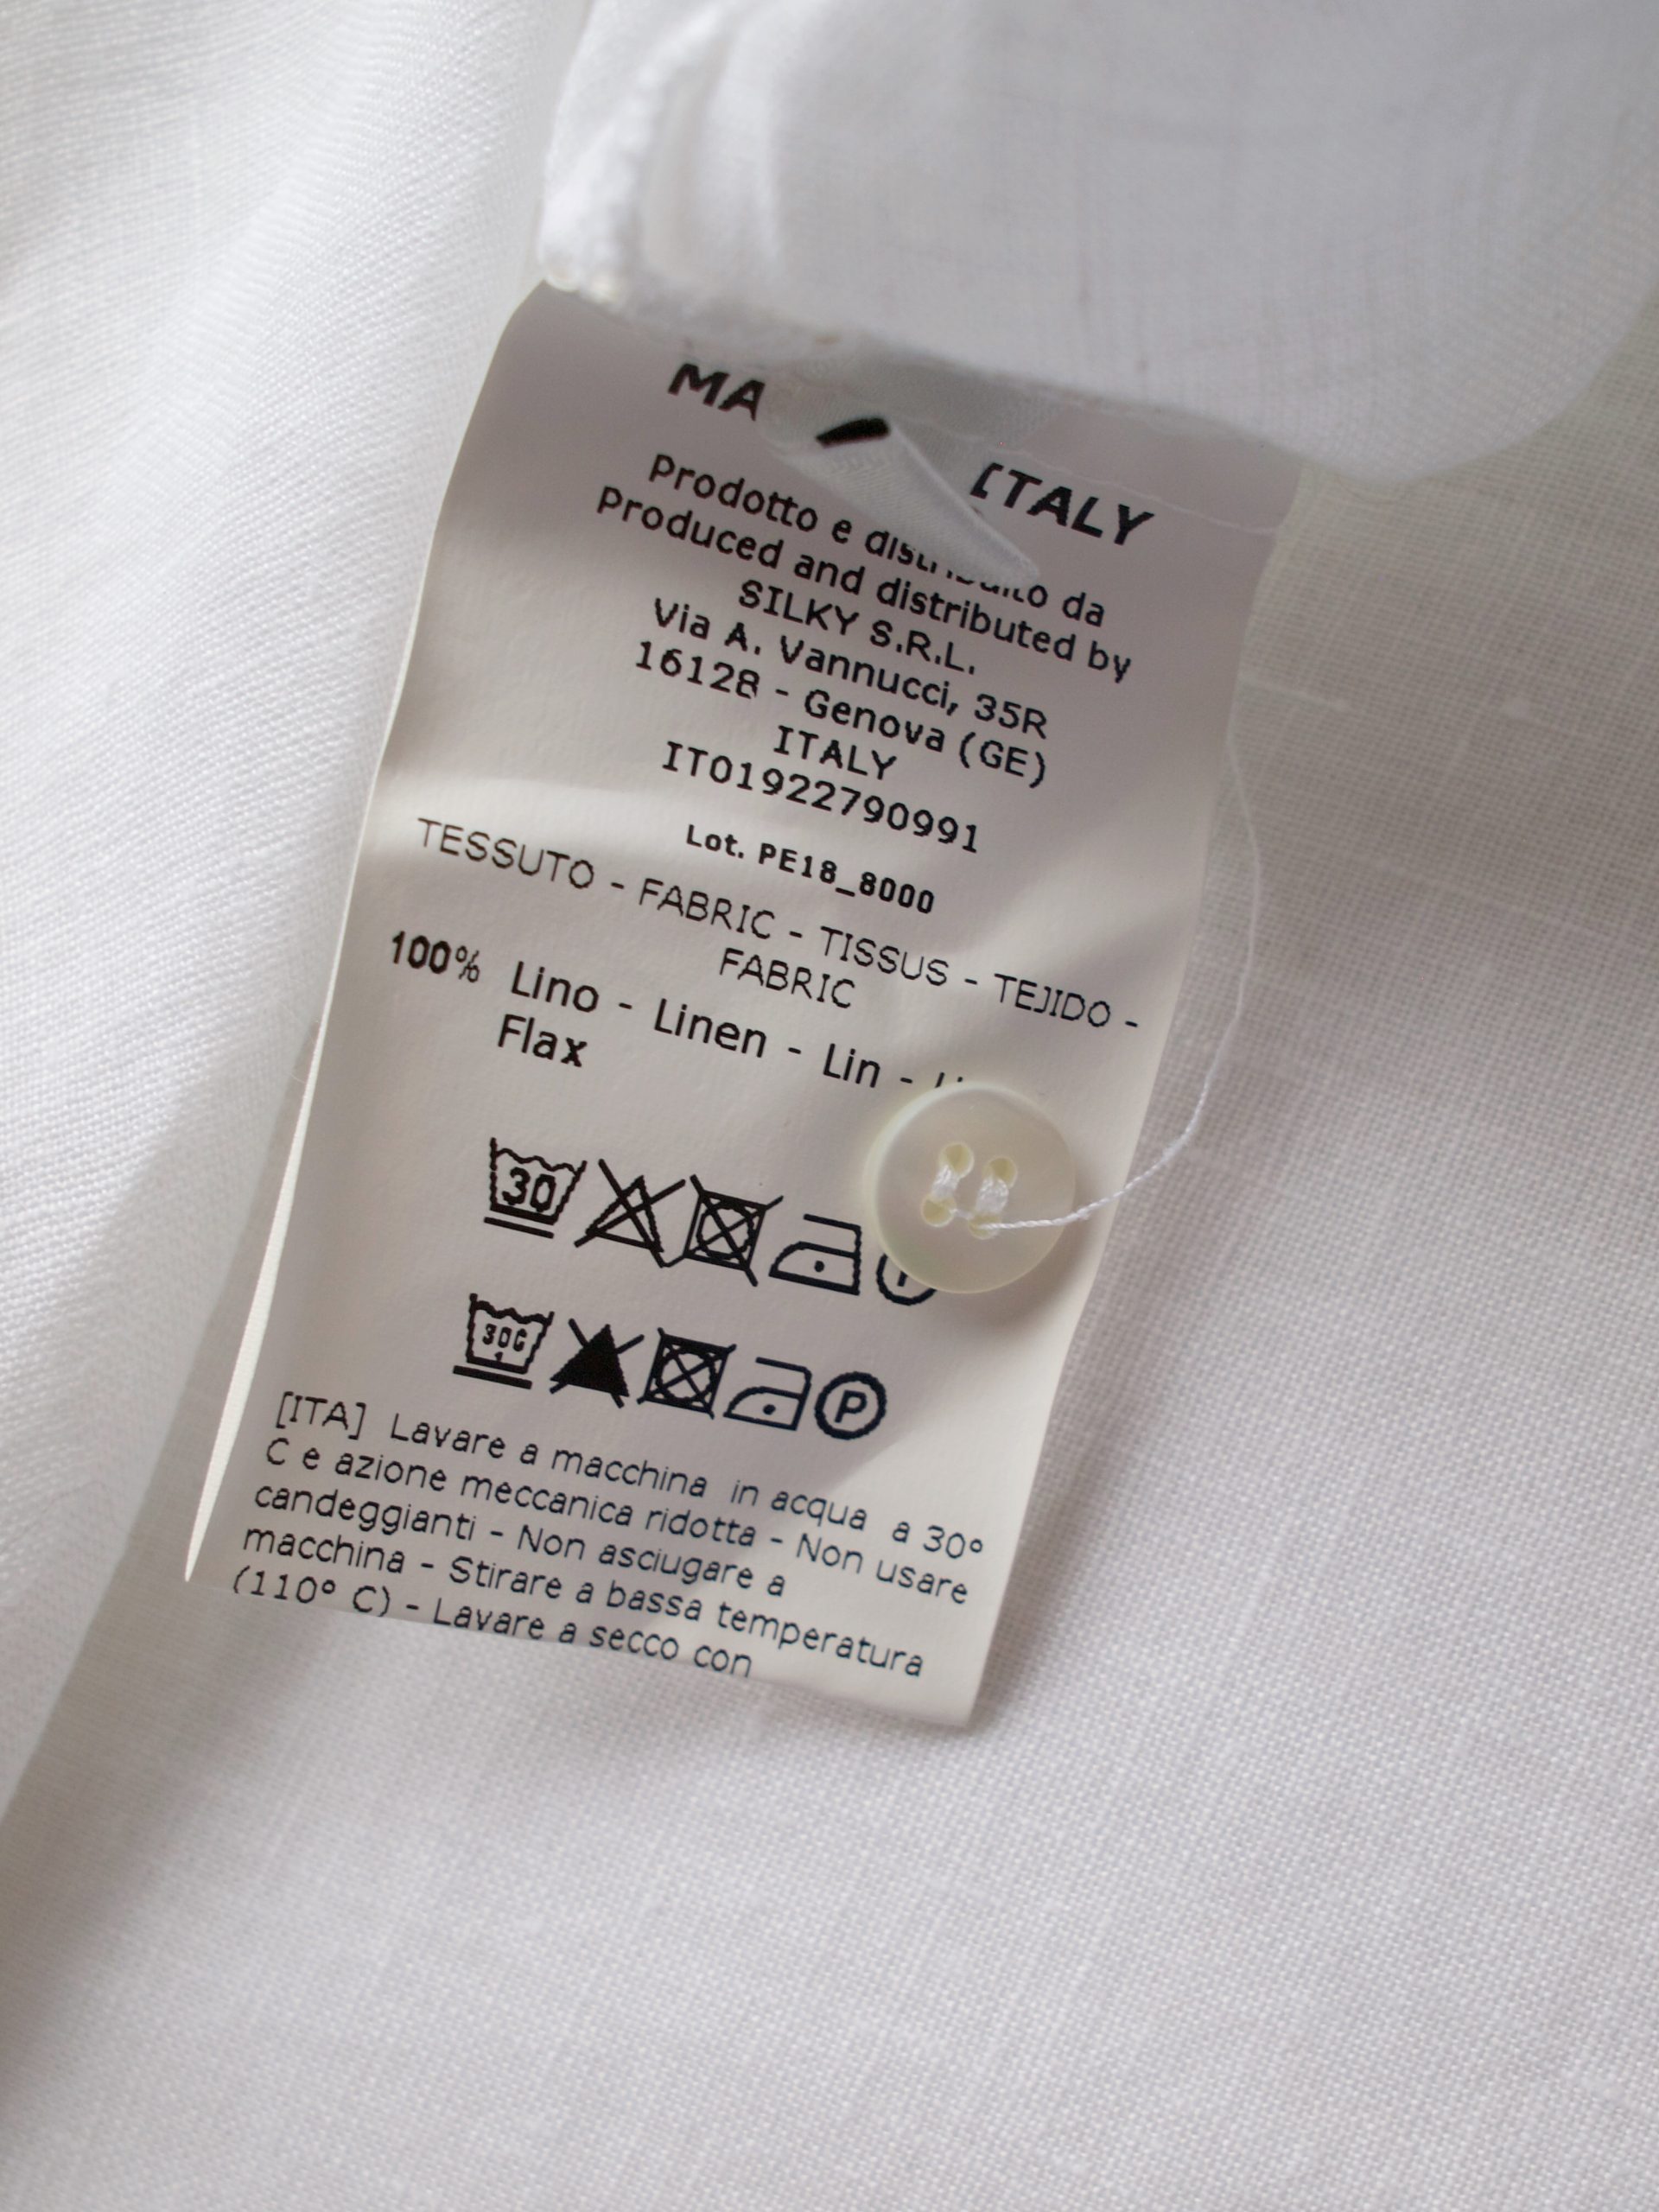 MA ITALY
Prodotto e distribuito da
Produced and distributed by
SILKY S.R.L.
Via A. Vannucci, 35R
16128 - Genova (GE)
ITALY
IT01922790991
Lot. PE18_8000
TESSUTO - FABRIC - TISSUS - TEJIDO -
FABRIC
100% Lino - Linen - Lin -
Flax
30
30C
P
[ITA] Lavare a macchina in acqua a 30°
C e azione meccanica ridotta - Non usare
candeggianti - Non asciugare a
macchina - Stirare a bassa temperatura
(110° C) - Lavare a secco con